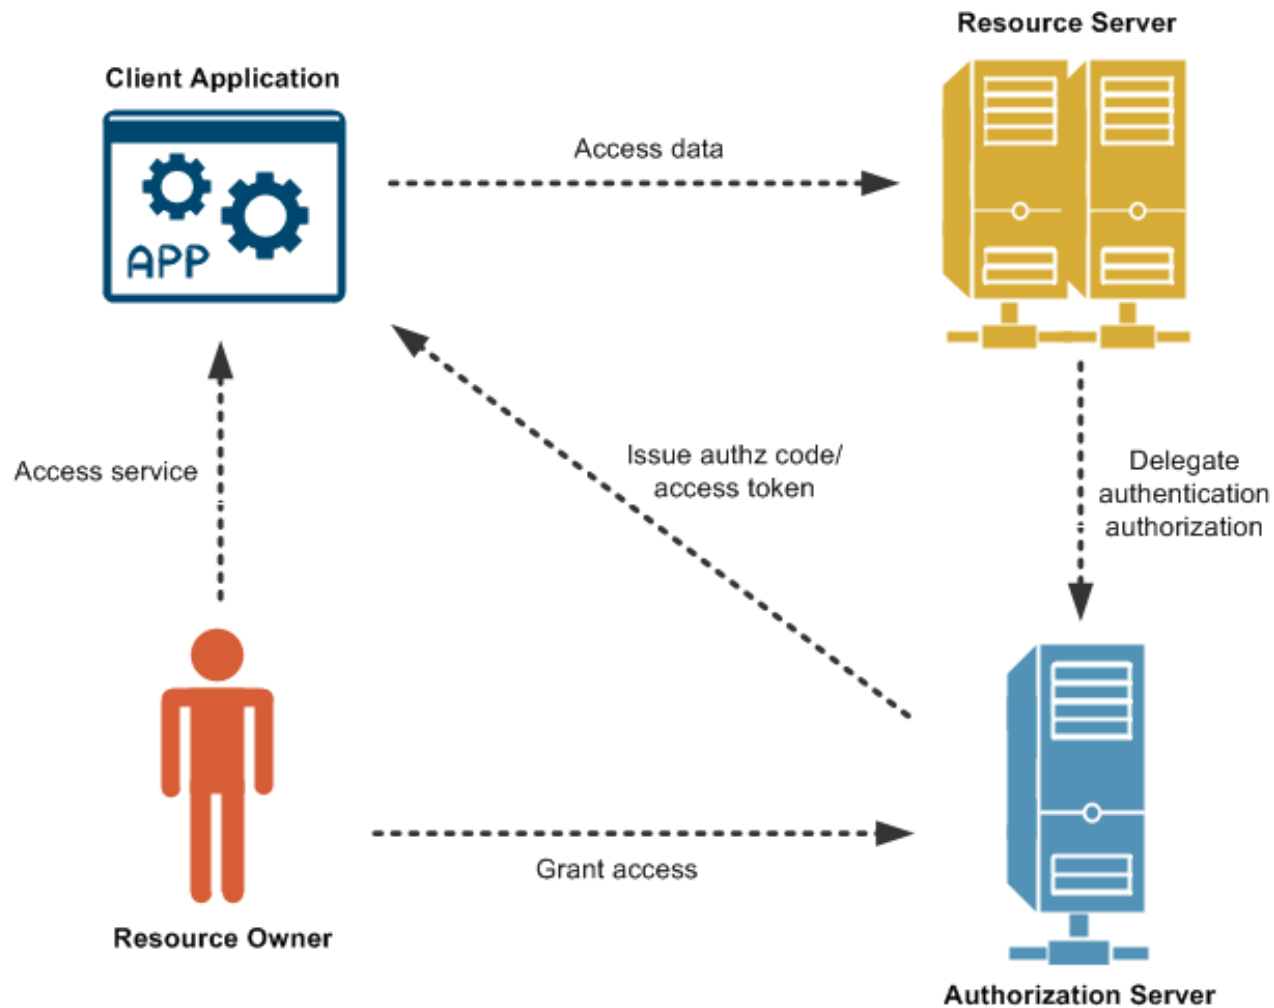 Resource Server
Client Application
Access data
APP
Access service
Issue authz code/
access token
Delegate
authentication
authorization
Grant access
Resource Owner
Authorization Server